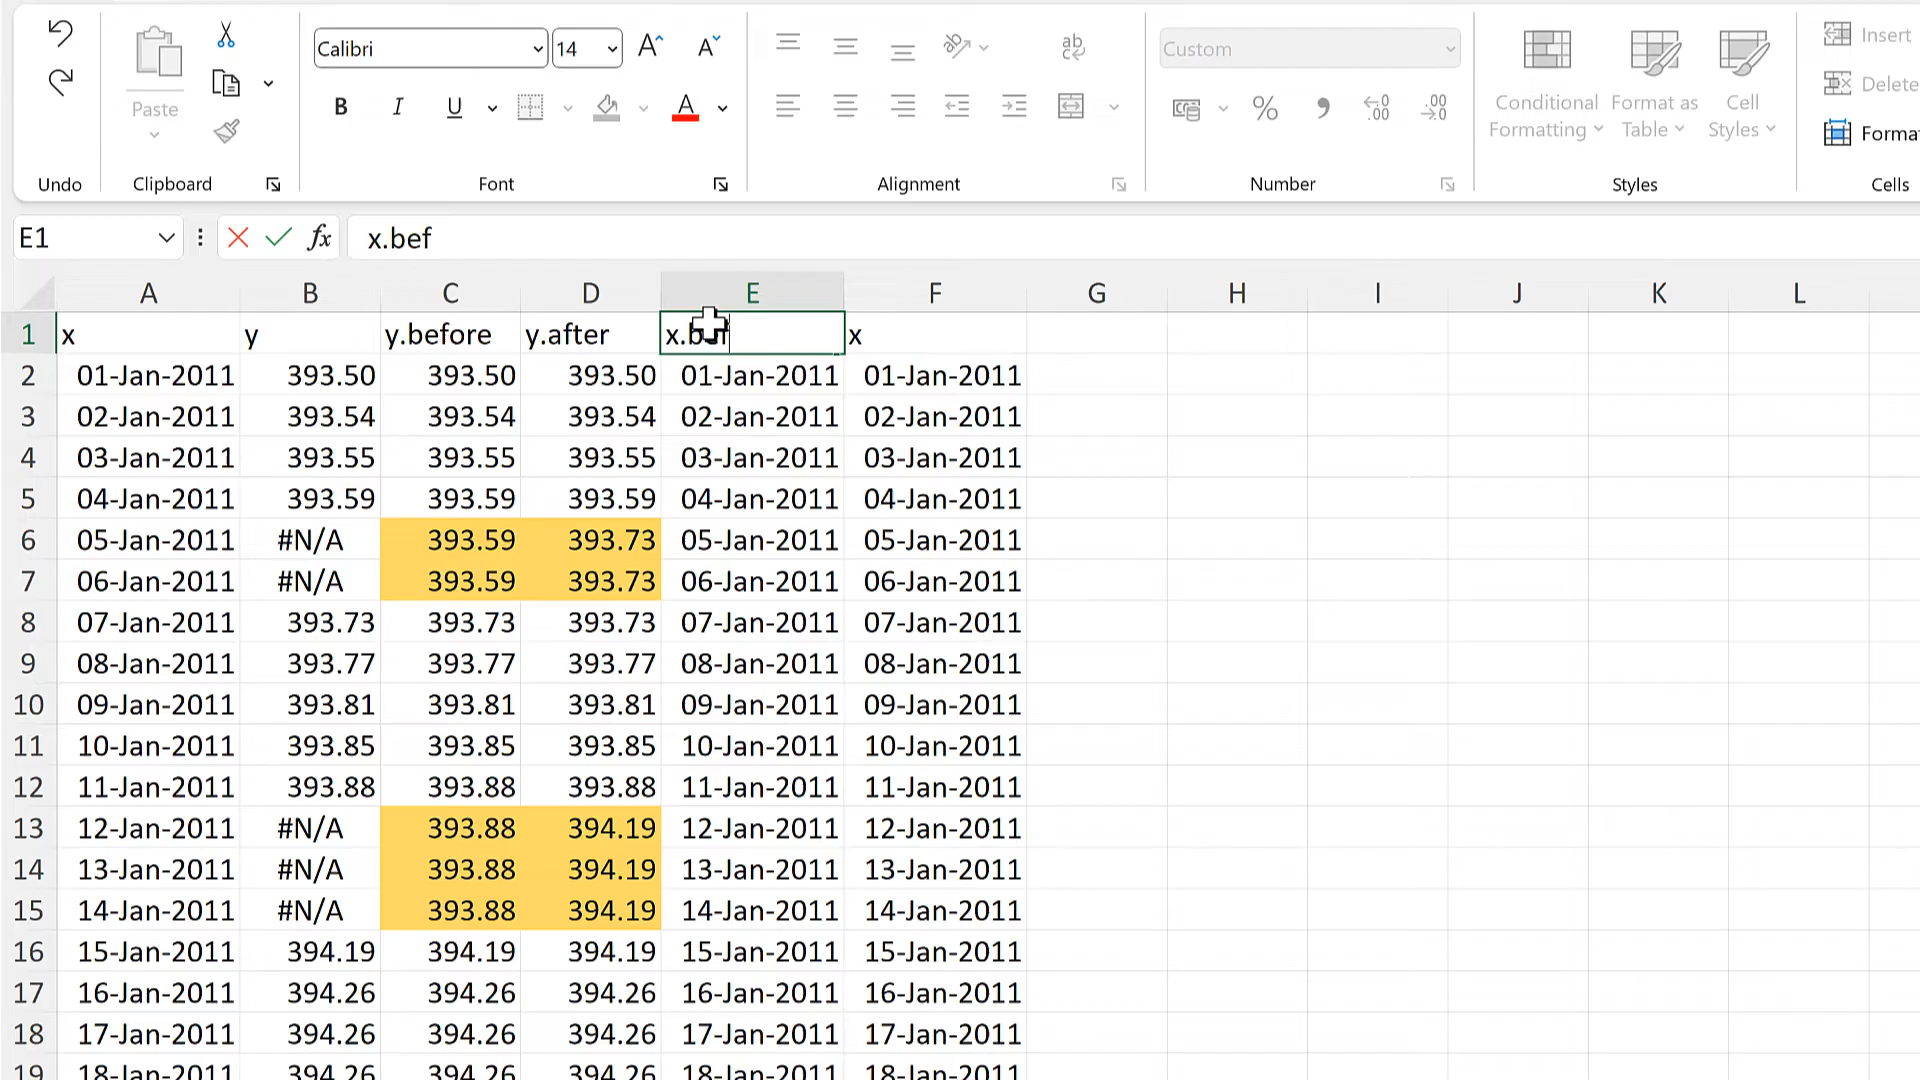 Calibri 14 ab Custom Insert
Paste B I U A % Conditional Formatting Format as Table Cell Styles Delete
Forma
Undo Clipboard Font Alignment Number Styles Cells
E1 fx x.bef
A B C D E F G H I J K L
1 x y y.before y.after x
2 01-Jan-2011 393.50 393.50 393.50 01-Jan-2011 01-Jan-2011
3 02-Jan-2011 393.54 393.54 393.54 02-Jan-2011 02-Jan-2011
4 03-Jan-2011 393.55 393.55 393.55 03-Jan-2011 03-Jan-2011
5 04-Jan-2011 393.59 393.59 393.59 04-Jan-2011 04-Jan-2011
6 05-Jan-2011 #N/A 393.59 393.73 05-Jan-2011 05-Jan-2011
7 06-Jan-2011 #N/A 393.59 393.73 06-Jan-2011 06-Jan-2011
8 07-Jan-2011 393.73 393.73 393.73 07-Jan-2011 07-Jan-2011
9 08-Jan-2011 393.77 393.77 393.77 08-Jan-2011 08-Jan-2011
10 09-Jan-2011 393.81 393.81 393.81 09-Jan-2011 09-Jan-2011
11 10-Jan-2011 393.85 393.85 393.85 10-Jan-2011 10-Jan-2011
12 11-Jan-2011 393.88 393.88 393.88 11-Jan-2011 11-Jan-2011
13 12-Jan-2011 #N/A 393.88 394.19 12-Jan-2011 12-Jan-2011
14 13-Jan-2011 #N/A 393.88 394.19 13-Jan-2011 13-Jan-2011
15 14-Jan-2011 #N/A 393.88 394.19 14-Jan-2011 14-Jan-2011
16 15-Jan-2011 394.19 394.19 394.19 15-Jan-2011 15-Jan-2011
17 16-Jan-2011 394.26 394.26 394.26 16-Jan-2011 16-Jan-2011
18 17-Jan-2011 394.26 394.26 394.26 17-Jan-2011 17-Jan-2011
19 18-Jan-2011 394.26 394.26 394.26 18-Jan-2011 18-Jan-2011